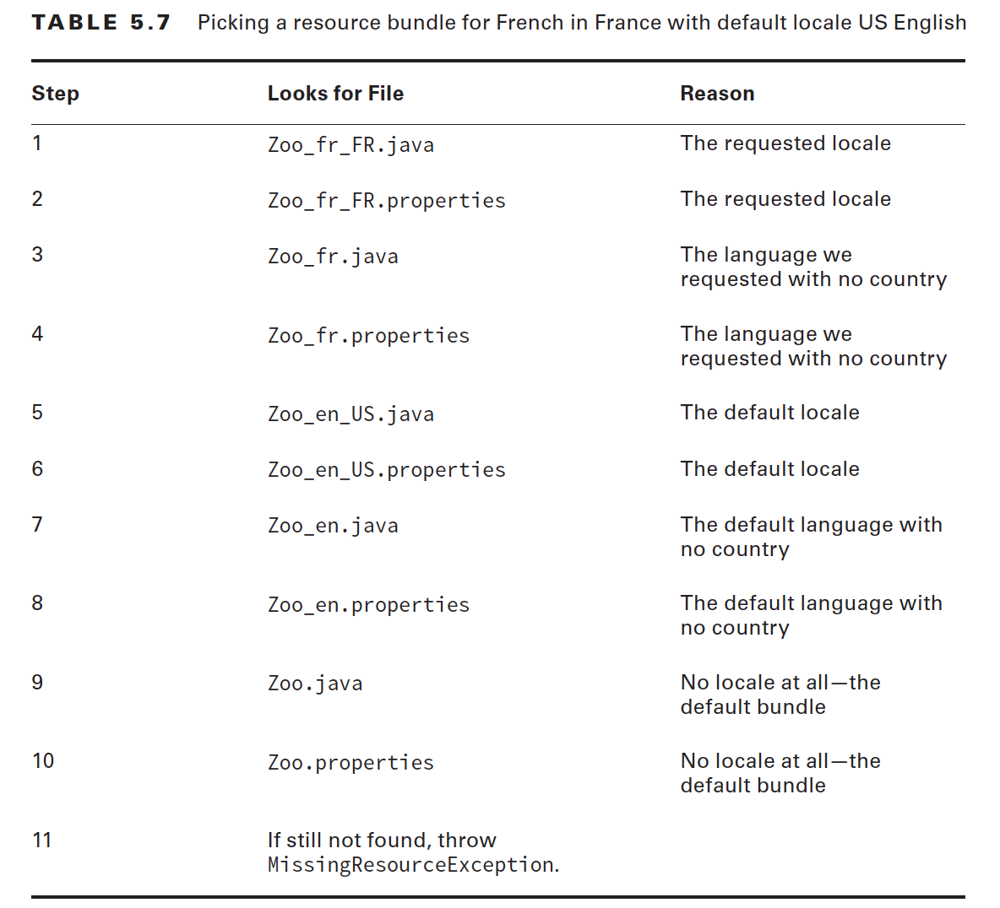 TABLE 5.7 Picking a resource bundle for French in France with default locale US English
Step Looks for File Reason
1 Zoo_fr_FR.java The requested locale
2 Zoo_fr_FR.properties The requested locale
3 Zoo_fr.java The language we
requested with no country
4 Zoo_fr.properties The language we
requested with no country
5 Zoo_en_US.java The default locale
6 Zoo_en_US.properties The default locale
7 Zoo_en.java The default language with
no country
8 Zoo_en.properties The default language with
no country
9 Zoo.java No locale at all—the
default bundle
10 Zoo.properties No locale at all—the
default bundle
11 If still not found, throw
MissingResourceException.